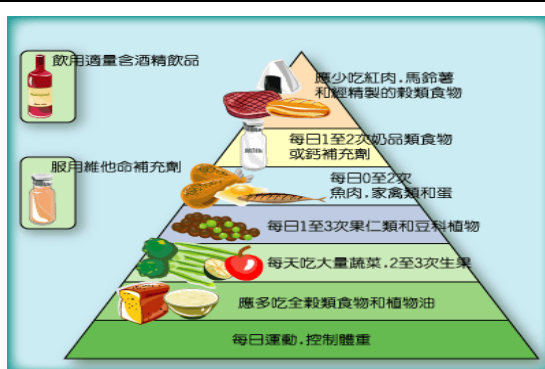 飲用適量含酒精飲品
服用維他命補充劑
應少吃紅肉.馬鈴薯
和經精製的穀類食物
每日1至2次奶品類食物
或鈣補充劑
每日0至2次
魚肉.家禽類和蛋
每日1至3次果仁類和豆科植物
每天吃大量蔬菜.2至3次生果
應多吃全穀類食物和植物油
每日運動.控制體重